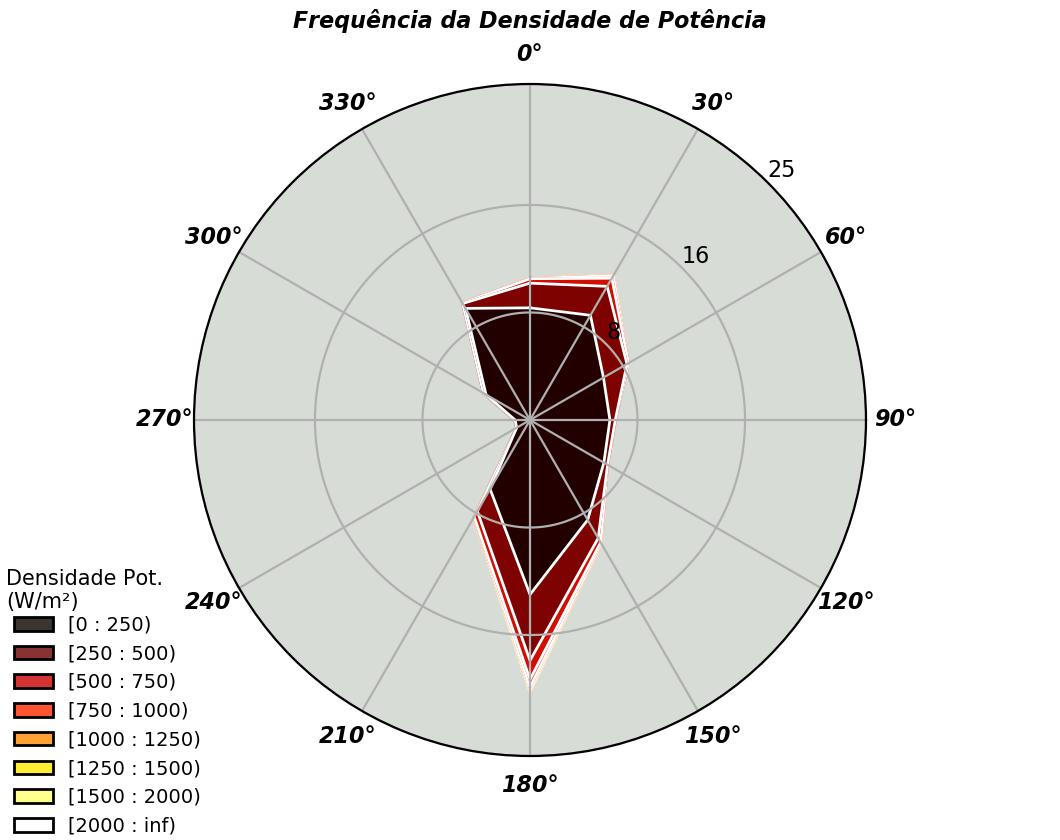 Frequência da Densidade de Potência
0°
330°
30°
25
300°
60°
16
8
270°
90°
240°
120°
210°
150°
180°
Densidade Pot.
(W/m²)
[0 : 250)
[250 : 500)
[500 : 750)
[750 : 1000)
[1000 : 1250)
[1250 : 1500)
[1500 : 2000)
[2000 : inf)